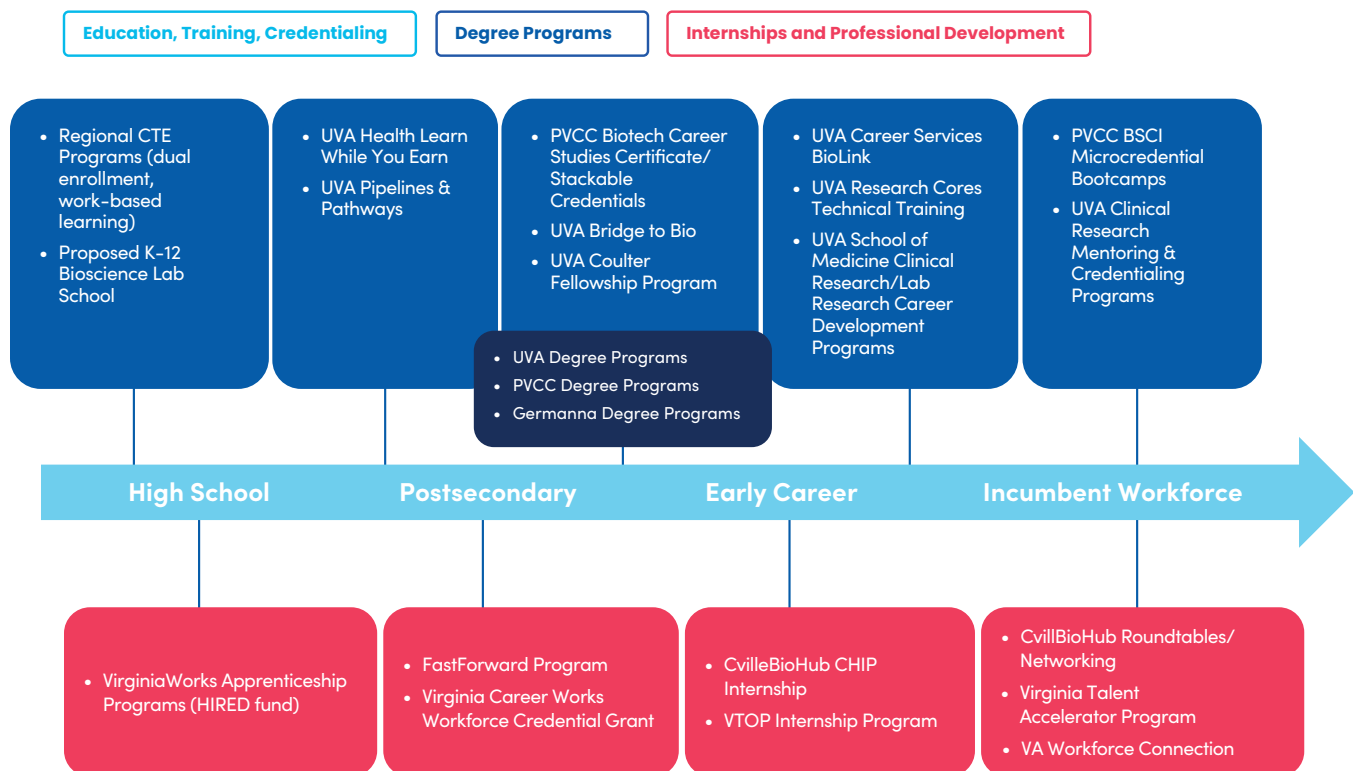 Education, Training, Credentialing
Degree Programs
Internships and Professional Development
• Regional CTE
Programs (dual
enrollment,
work-based
learning)
• Proposed K-12
Bioscience Lab
School
• UVA Health Learn
While You Earn
• UVA Pipelines &
Pathways
• PVCC Biotech Career
Studies Certificate/
Stackable
Credentials
• UVA Bridge to Bio
• UVA Coulter
Fellowship Program
• UVA Career Services
BioLink
• UVA Research Cores
Technical Training
• UVA School of
Medicine Clinical
Research/Lab
Research Career
Development
Programs
• PVCC BSCI
Microcredential
Bootcamps
• UVA Clinical
Research
Mentoring &
Credentialing
Programs
• UVA Degree Programs
• PVCC Degree Programs
• Germanna Degree Programs
High School
Postsecondary
Early Career
Incumbent Workforce
• VirginiaWorks Apprenticeship
Programs (HIRED fund)
• FastForward Program
• Virginia Career Works
Workforce Credential Grant
• CvilleBioHub CHIP
Internship
• VTOP Internship Program
• CvillBioHub Roundtables/
Networking
• Virginia Talent
Accelerator Program
• VA Workforce Connection